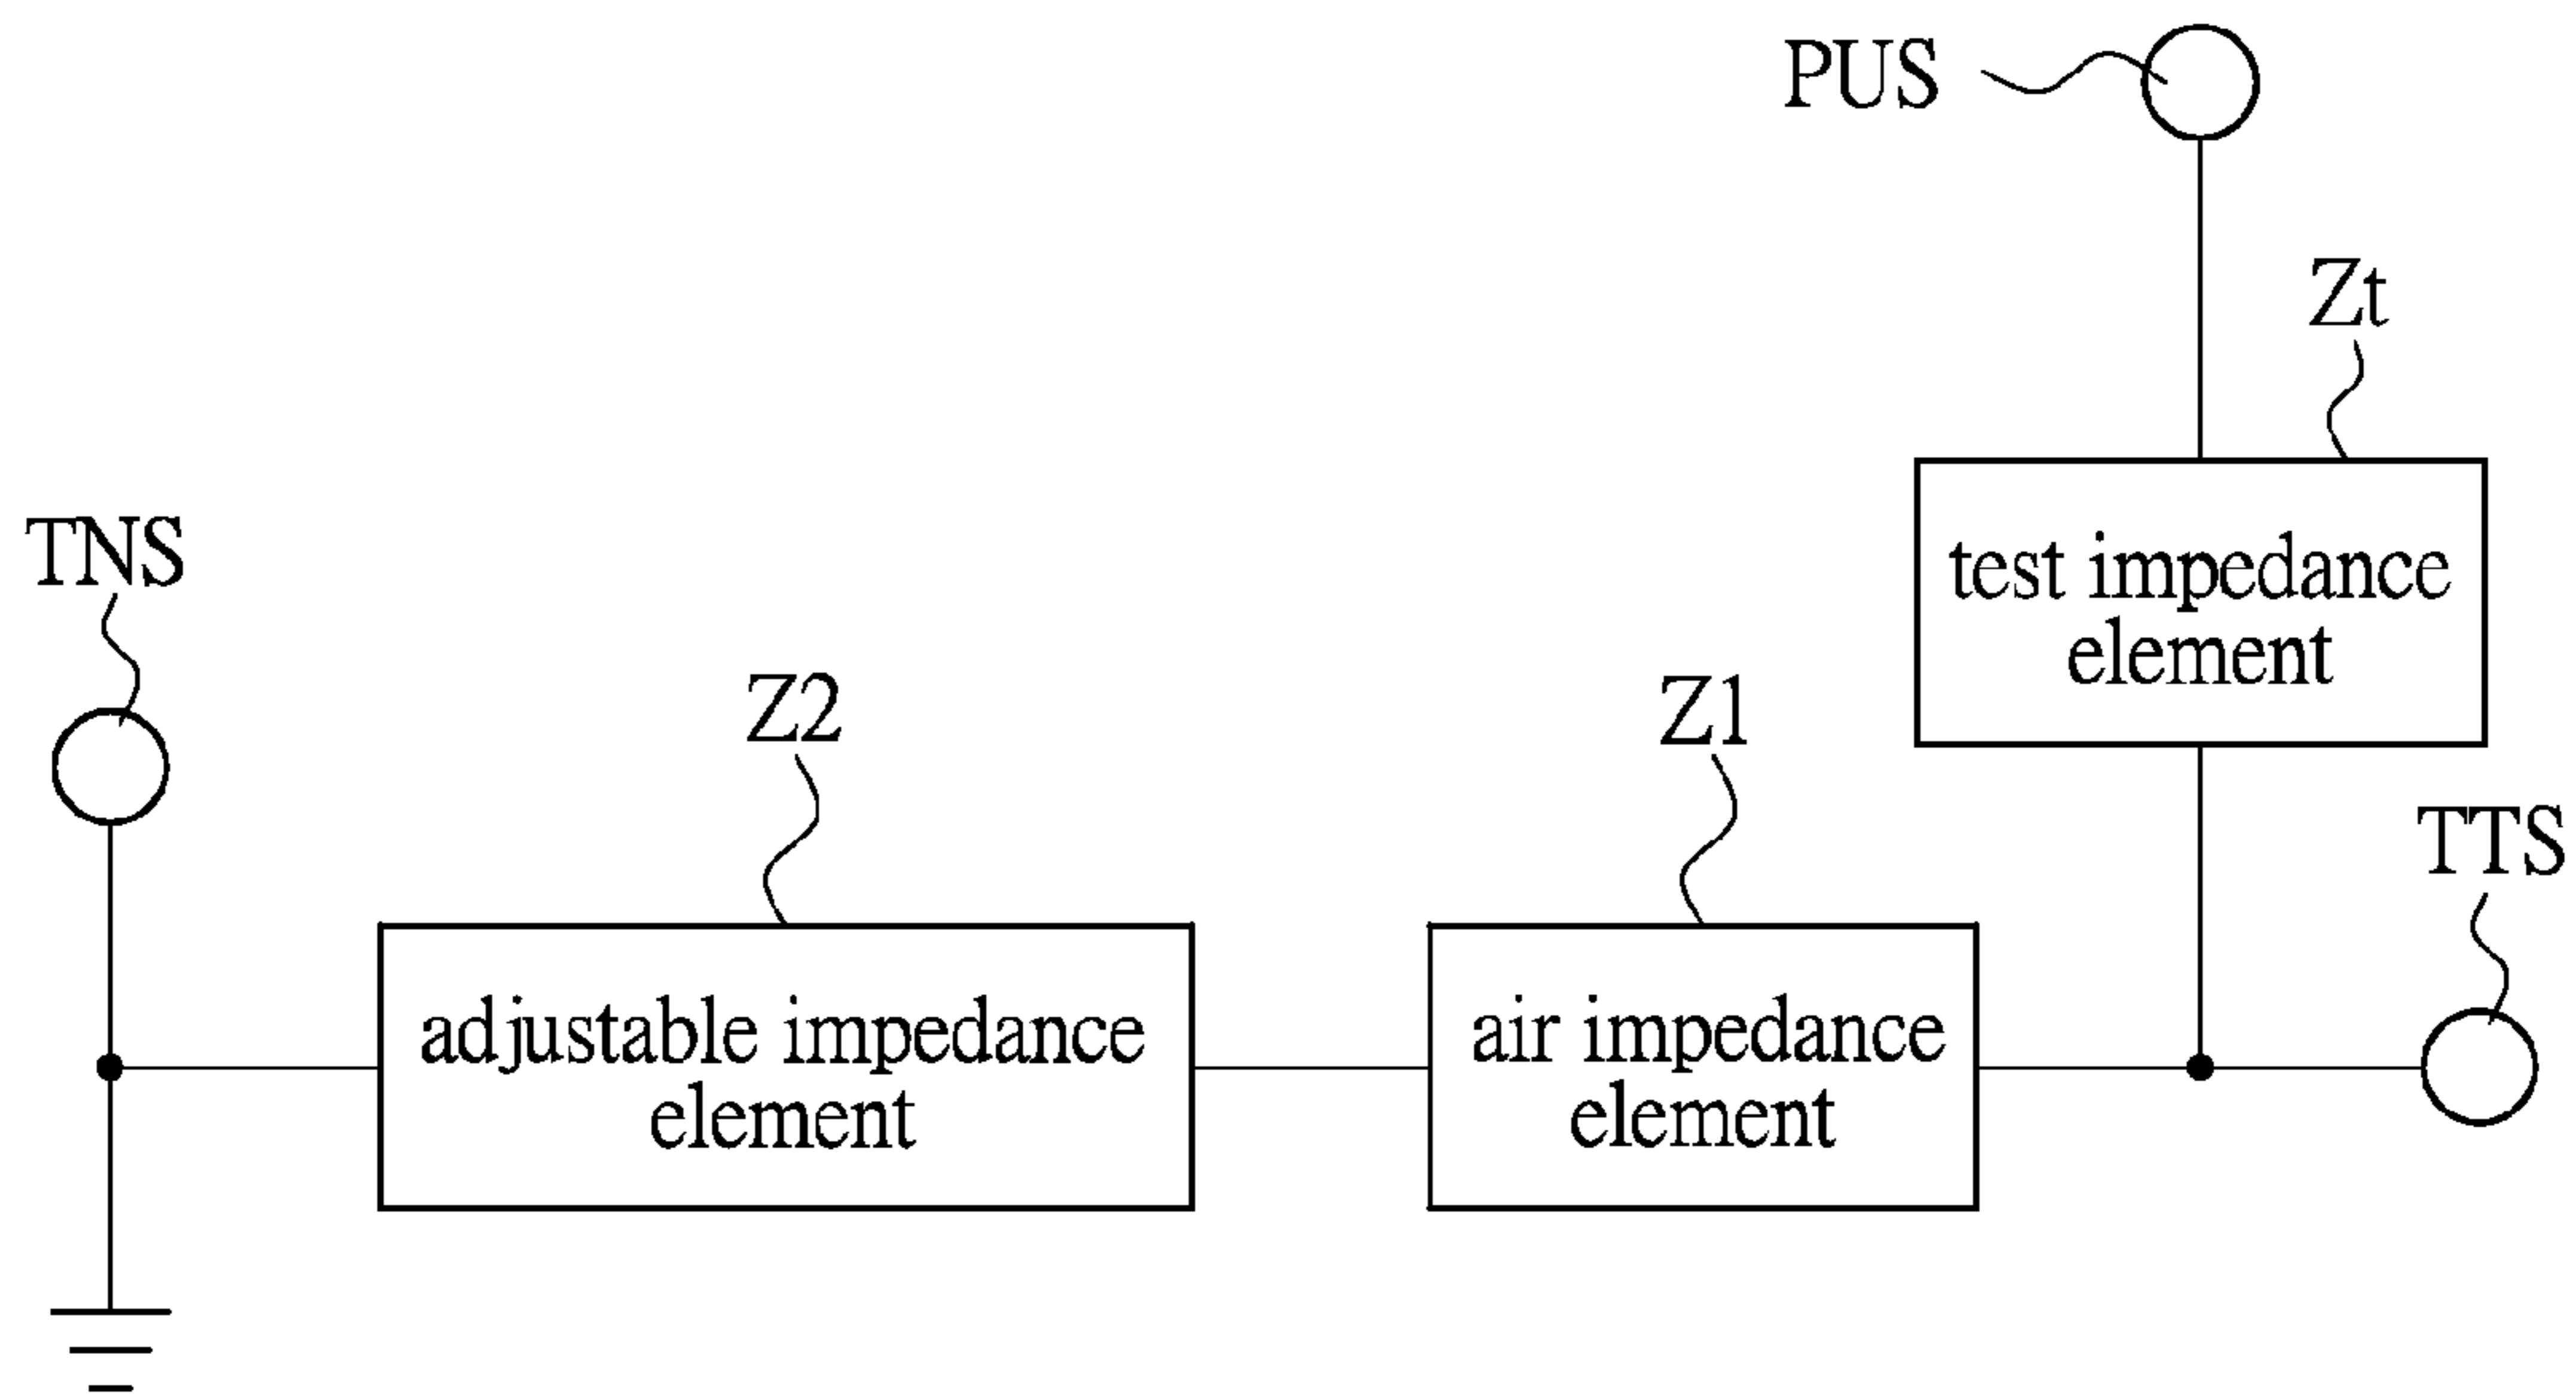 PUS
Zt
TNS
test impedance
element
Z2
Z1
TTS
adjustable impedance
element
air impedance
element